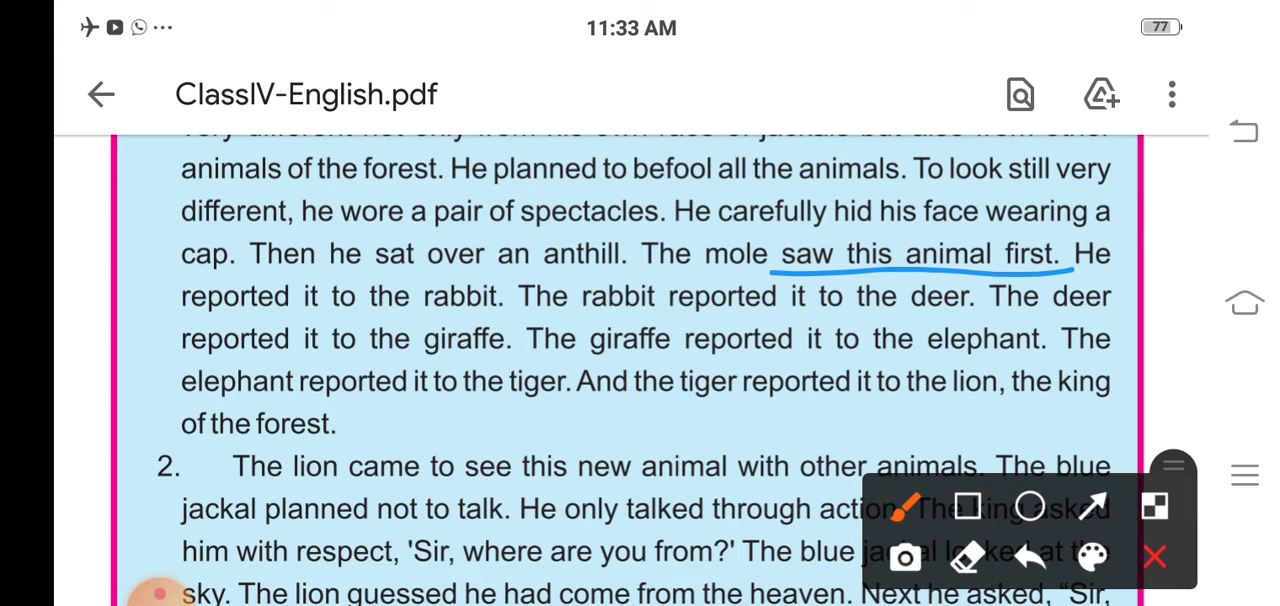 11:33 AM
77
ClassIV-English.pdf
animals of the forest. He planned to befool all the animals. To look still very
different, he wore a pair of spectacles. He carefully hid his face wearing a
cap. Then he sat over an anthill. The mole saw this animal first. He
reported it to the rabbit. The rabbit reported it to the deer. The deer
reported it to the giraffe. The giraffe reported it to the elephant. The
elephant reported it to the tiger. And the tiger reported it to the lion, the king
of the forest.
2. The lion came to see this new animal with other animals. The blue
jackal planned not to talk. He only talked through action. The king asked
him with respect, 'Sir, where are you from?' The blue jackal looked at the
sky. The lion guessed he had come from the heaven. Next he asked, “Sir,